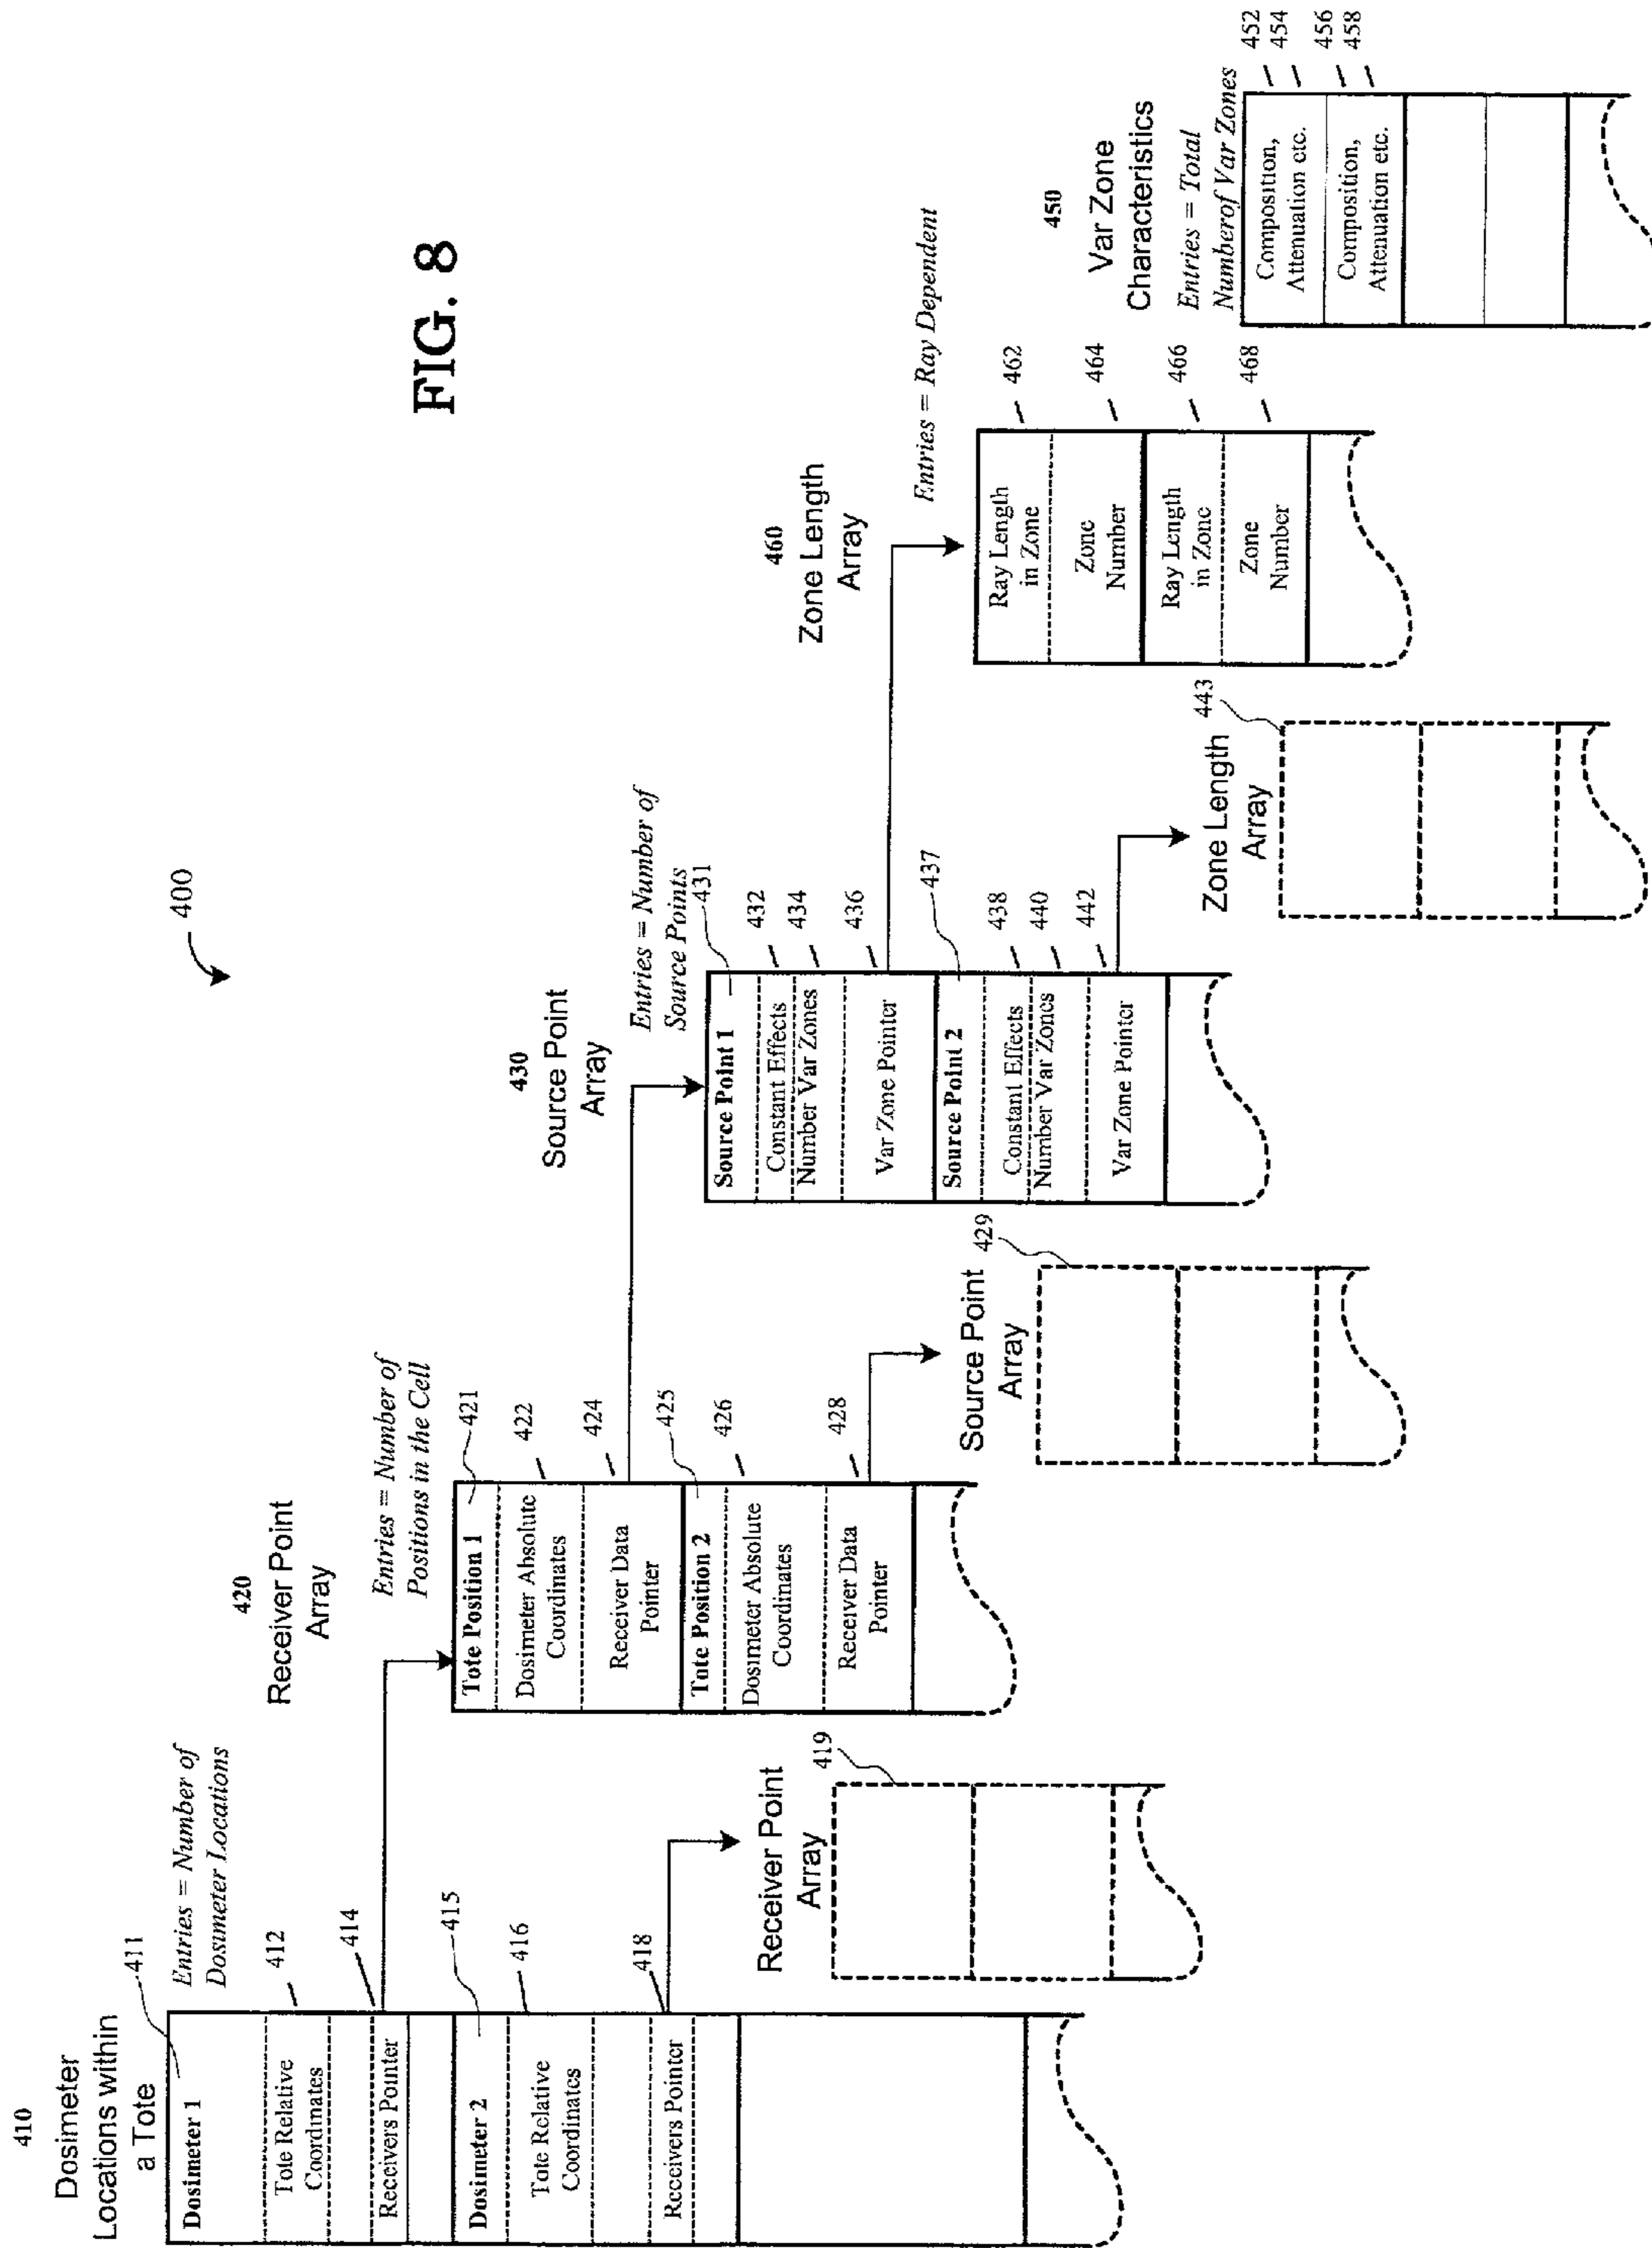 FIG. 8
400
410
Dosimeter
Locations within
a Tote
411
Entries = Number of
Dosimeter Locations
Dosimeter 1
Tote Relative
Coordinates
412
Receivers Pointer
414
Dosimeter 2
415
Tote Relative
Coordinates
416
Receivers Pointer
418
Receiver Point
Array
419
420
Receiver Point
Array
Entries = Number of
Positions in the Cell
Tote Position 1
421
Dosimeter Absolute
Coordinates
422
Receiver Data
Pointer
424
Tote Position 2
425
Dosimeter Absolute
Coordinates
426
Receiver Data
Pointer
428
Source Point
Array
429
430
Source Point
Array
Entries = Number of
Source Points
Source Point 1
431
Constant Effects
432
Number Var Zones
434
Var Zone Pointer
436
Source Point 2
437
Constant Effects
438
Number Var Zones
440
Var Zone Pointer
442
Zone Length
Array
443
460
Zone Length
Array
Entries = Ray Dependent
Ray Length
in Zone
462
Zone
Number
464
Ray Length
in Zone
466
Zone
Number
468
450
Var Zone
Characteristics
Entries = Total
Numberof Var Zones
Composition,
Attenuation etc.
452
454
Composition,
Attenuation etc.
456
458